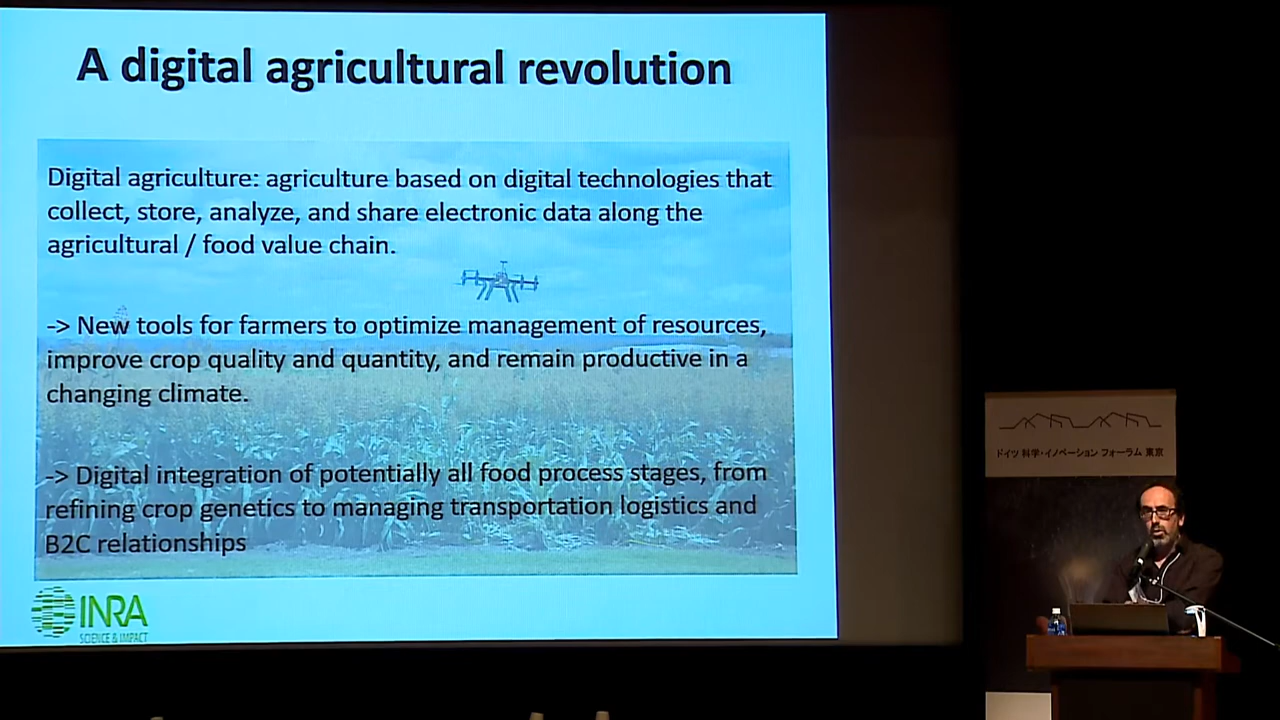 A digital agricultural revolution
Digital agriculture: agriculture based on digital technologies that
collect, store, analyze, and share electronic data along the
agricultural / food value chain.
-> New tools for farmers to optimize management of resources,
improve crop quality and quantity, and remain productive in a
changing climate.
-> Digital integration of potentially all food process stages, from
refining crop genetics to managing transportation logistics and
B2C relationships
INRA
SCIENCE & IMPACT
ドイツ 科学・イノベーション フォーラム 東京